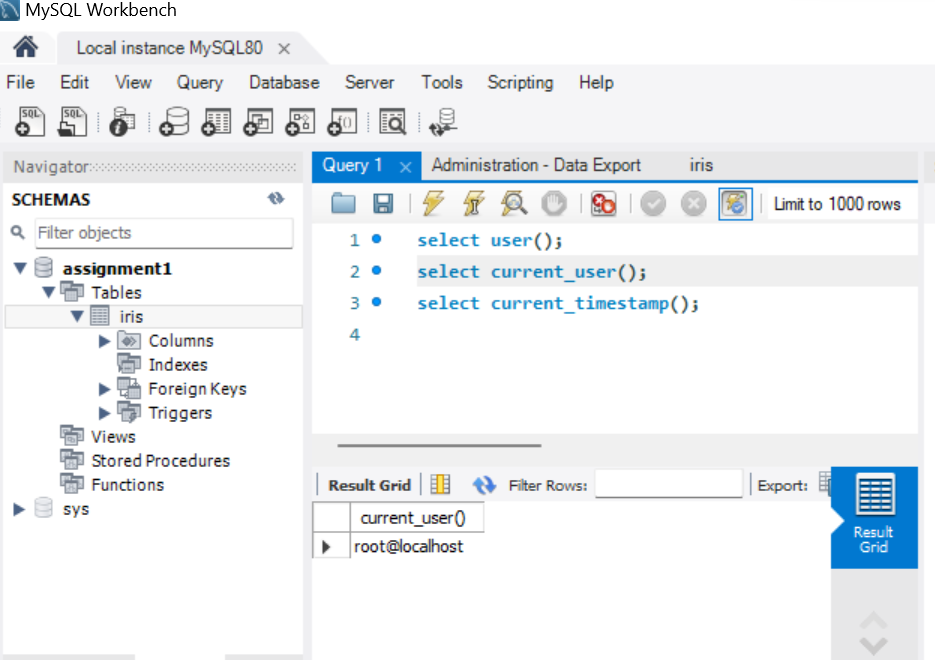 MySQL Workbench
Local instance MySQL80
File Edit View Query Database Server Tools Scripting Help
SQL SQL
Navigator
SCHEMAS
Filter objects
assignment1
Tables
iris
Columns
Indexes
Foreign Keys
Triggers
Views
Stored Procedures
Functions
sys
Query 1 Administration - Data Export iris
Limit to 1000 rows
1 select user();
2 select current_user();
3 select current_timestamp();
4
Result Grid Filter Rows: Export:
current_user()
root@localhost
Result
Grid